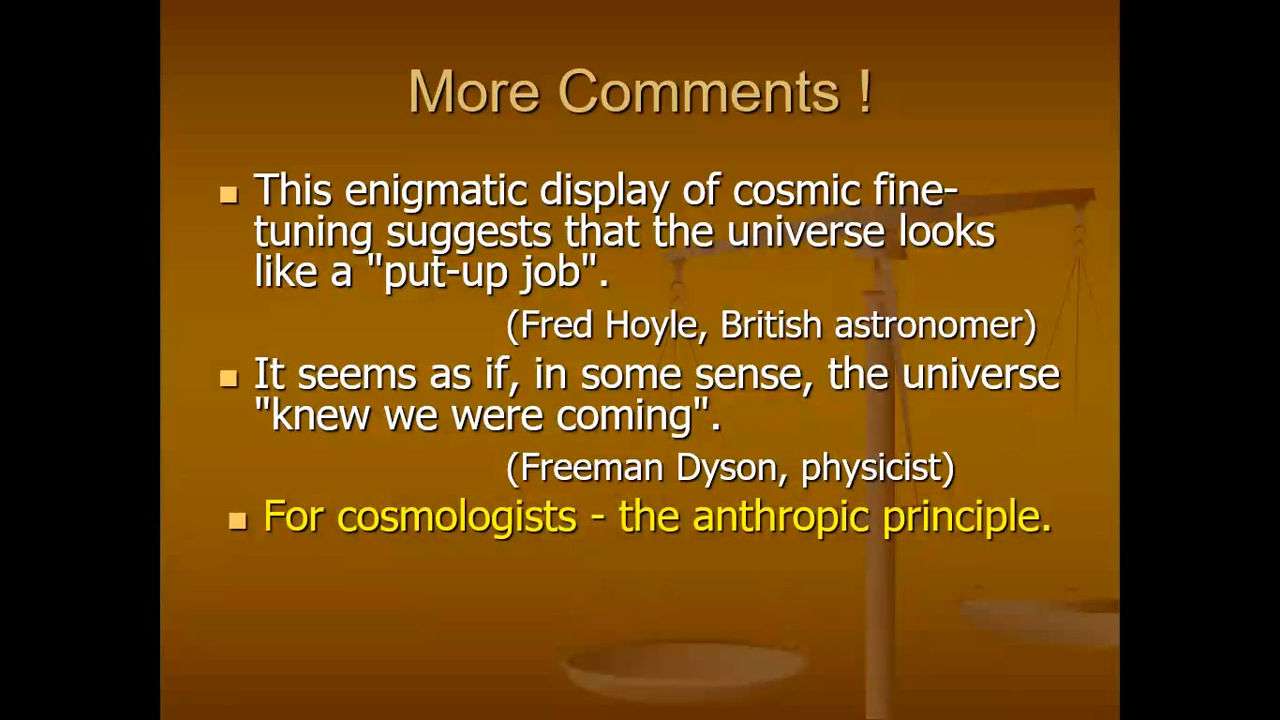 More Comments !
This enigmatic display of cosmic fine-
tuning suggests that the universe looks
like a "put-up job".
(Fred Hoyle, British astronomer)
It seems as if, in some sense, the universe
"knew we were coming".
(Freeman Dyson, physicist)
For cosmologists - the anthropic principle.